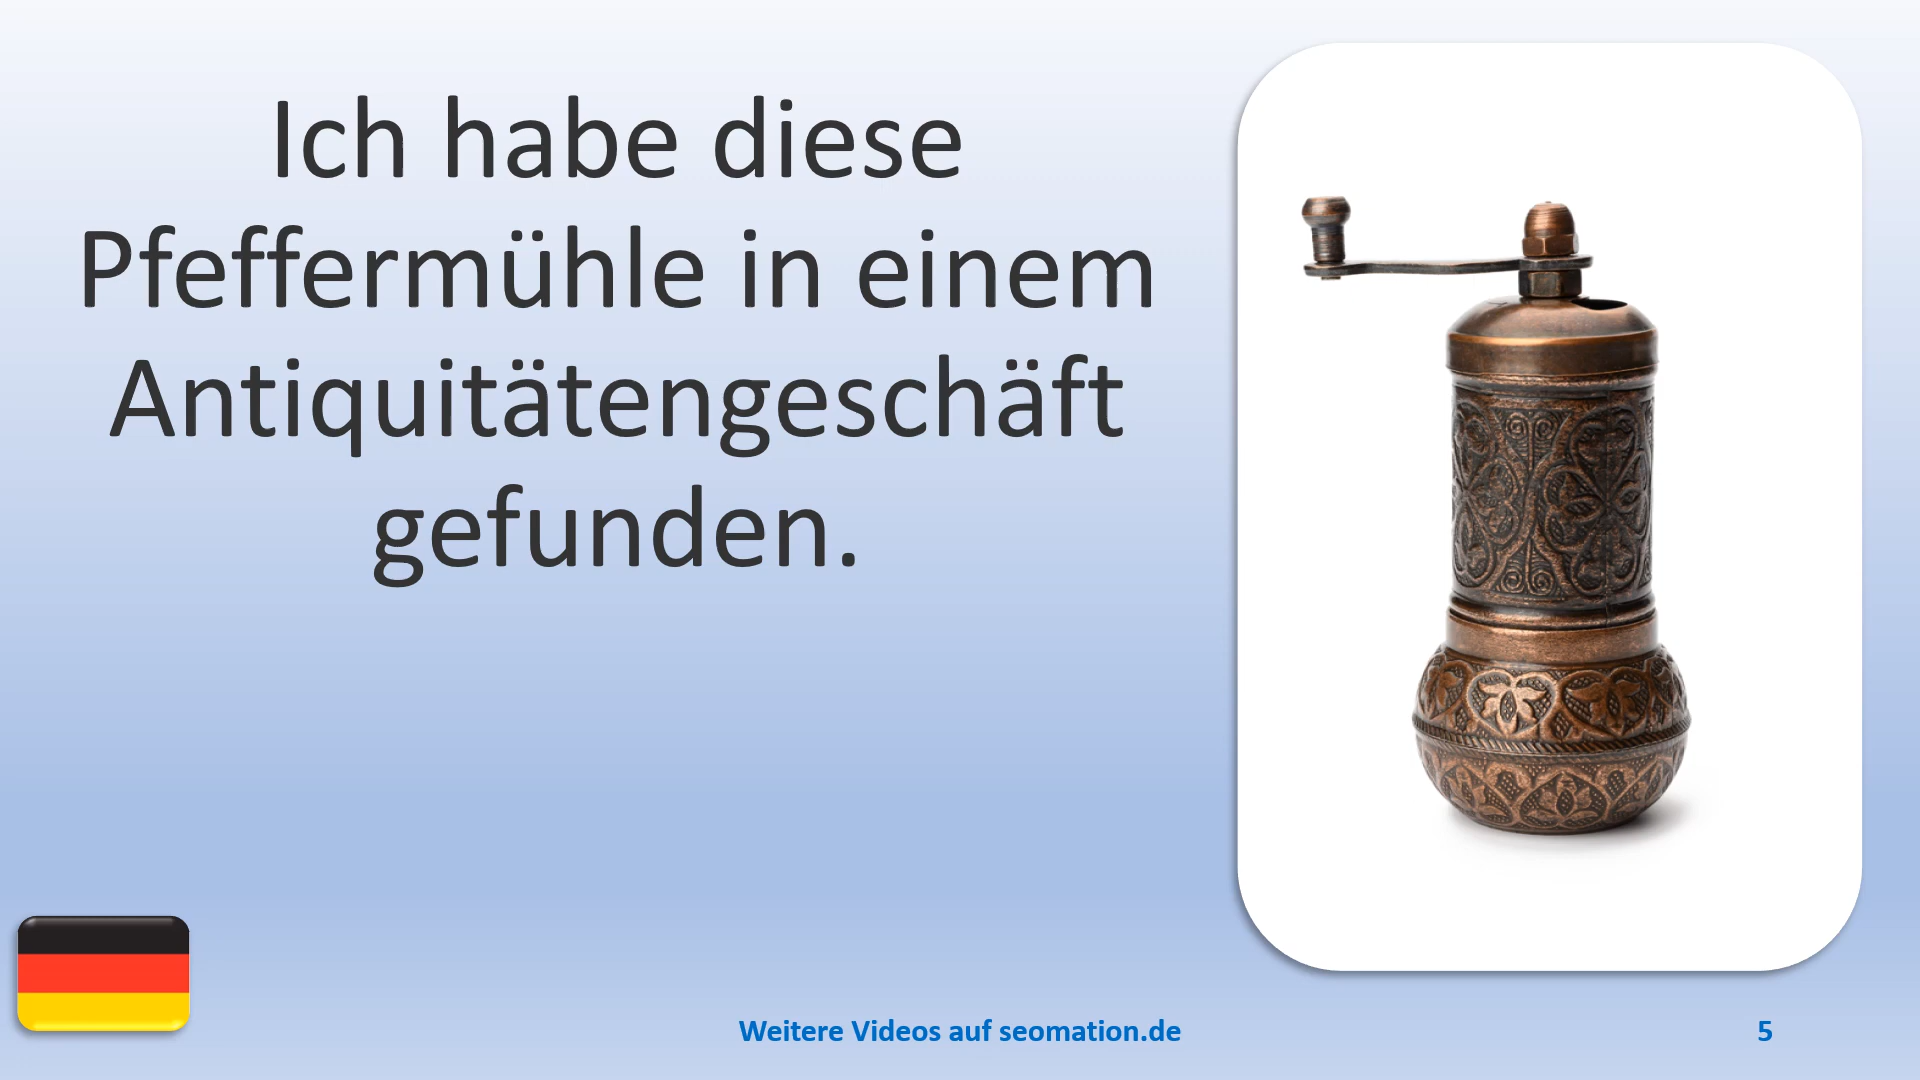 Ich habe diese
Pfeffermühle in einem
Antiquitätengeschäft
gefunden.
Weitere Videos auf seomation.de
5